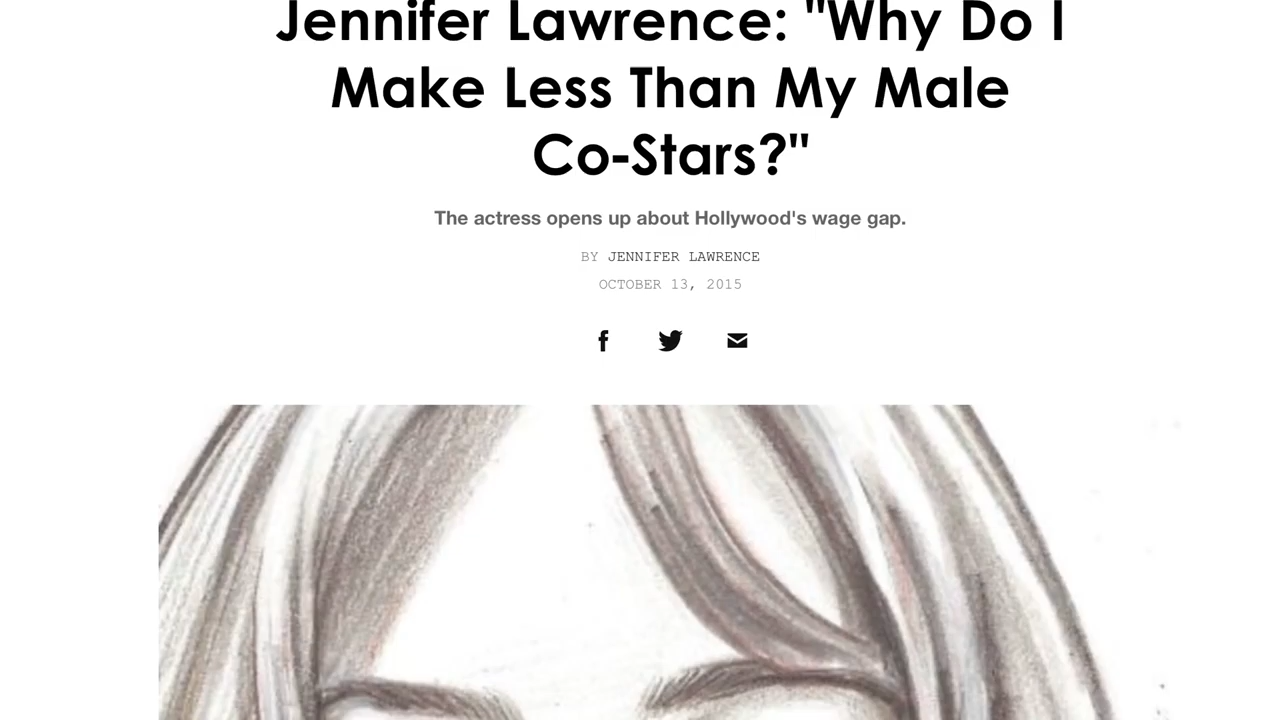 Jennifer Lawrence: "Why Do I
Make Less Than My Male
Co-Stars?"
The actress opens up about Hollywood's wage gap.
BY JENNIFER LAWRENCE
OCTOBER 13, 2015